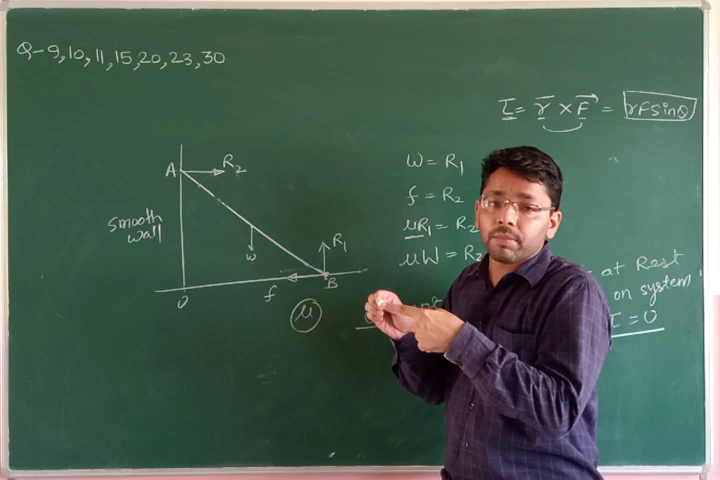 Q-9,10,11,15,20,23,30
τ = r × F = rFsinθ
A
R2
W = R1
f = R2
Smooth
wall
R1
μR1 = R2
W
μW = R2
at Rest
B
on system
O
f
μ
τ = 0